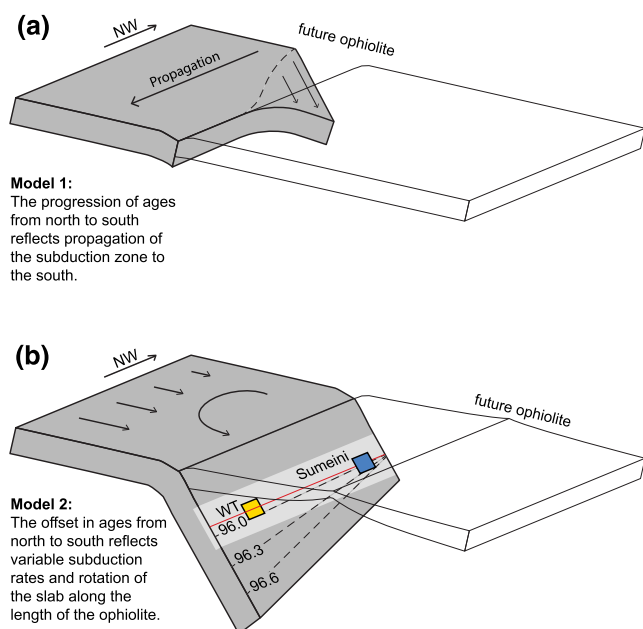 (a)
NW
future ophiolite
Propagation
Model 1:
The progression of ages
from north to south
reflects propagation of
the subduction zone to
the south.
(b)
NW
future ophiolite
Sumeini
WT
96.0
96.3
96.6
Model 2:
The offset in ages from
north to south reflects
variable subduction
rates and rotation of
the slab along the
length of the ophiolite.